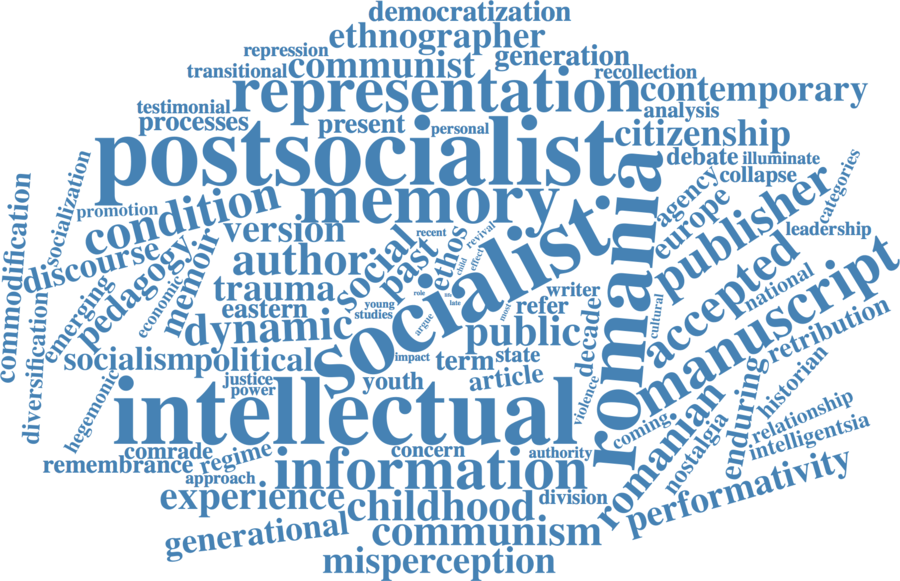 democratization
ethnographer
repression
generation
transitional
communist
recollection
representation
contemporary
testimonial
analysis
processes
present
personal
citizenship
postsocialist
debate
illuminate
collapse
categories
socialization
commodification
promotion
condition
memory
agency
europe
publisher
leadership
version
discourse
pedagogy
memoir
author
social
past
ethos
recent
revival
child
effect
socialist
romania
accepted
national
manuscript
emerging
economic
trauma
eastern
dynamic
young
studies
role
late
argue
most
writer
refer
public
decade
cultural
retribution
diversification
socialism
political
impact
term
state
hegemonic
justice
power
youth
article
violence
intellectual
romanian
coming
nostalgia
enduring
historian
relationship
intelligentsia
comrade
remembrance
regime
approach
concern
authority
information
experience
childhood
division
performativity
generational
communism
misperception